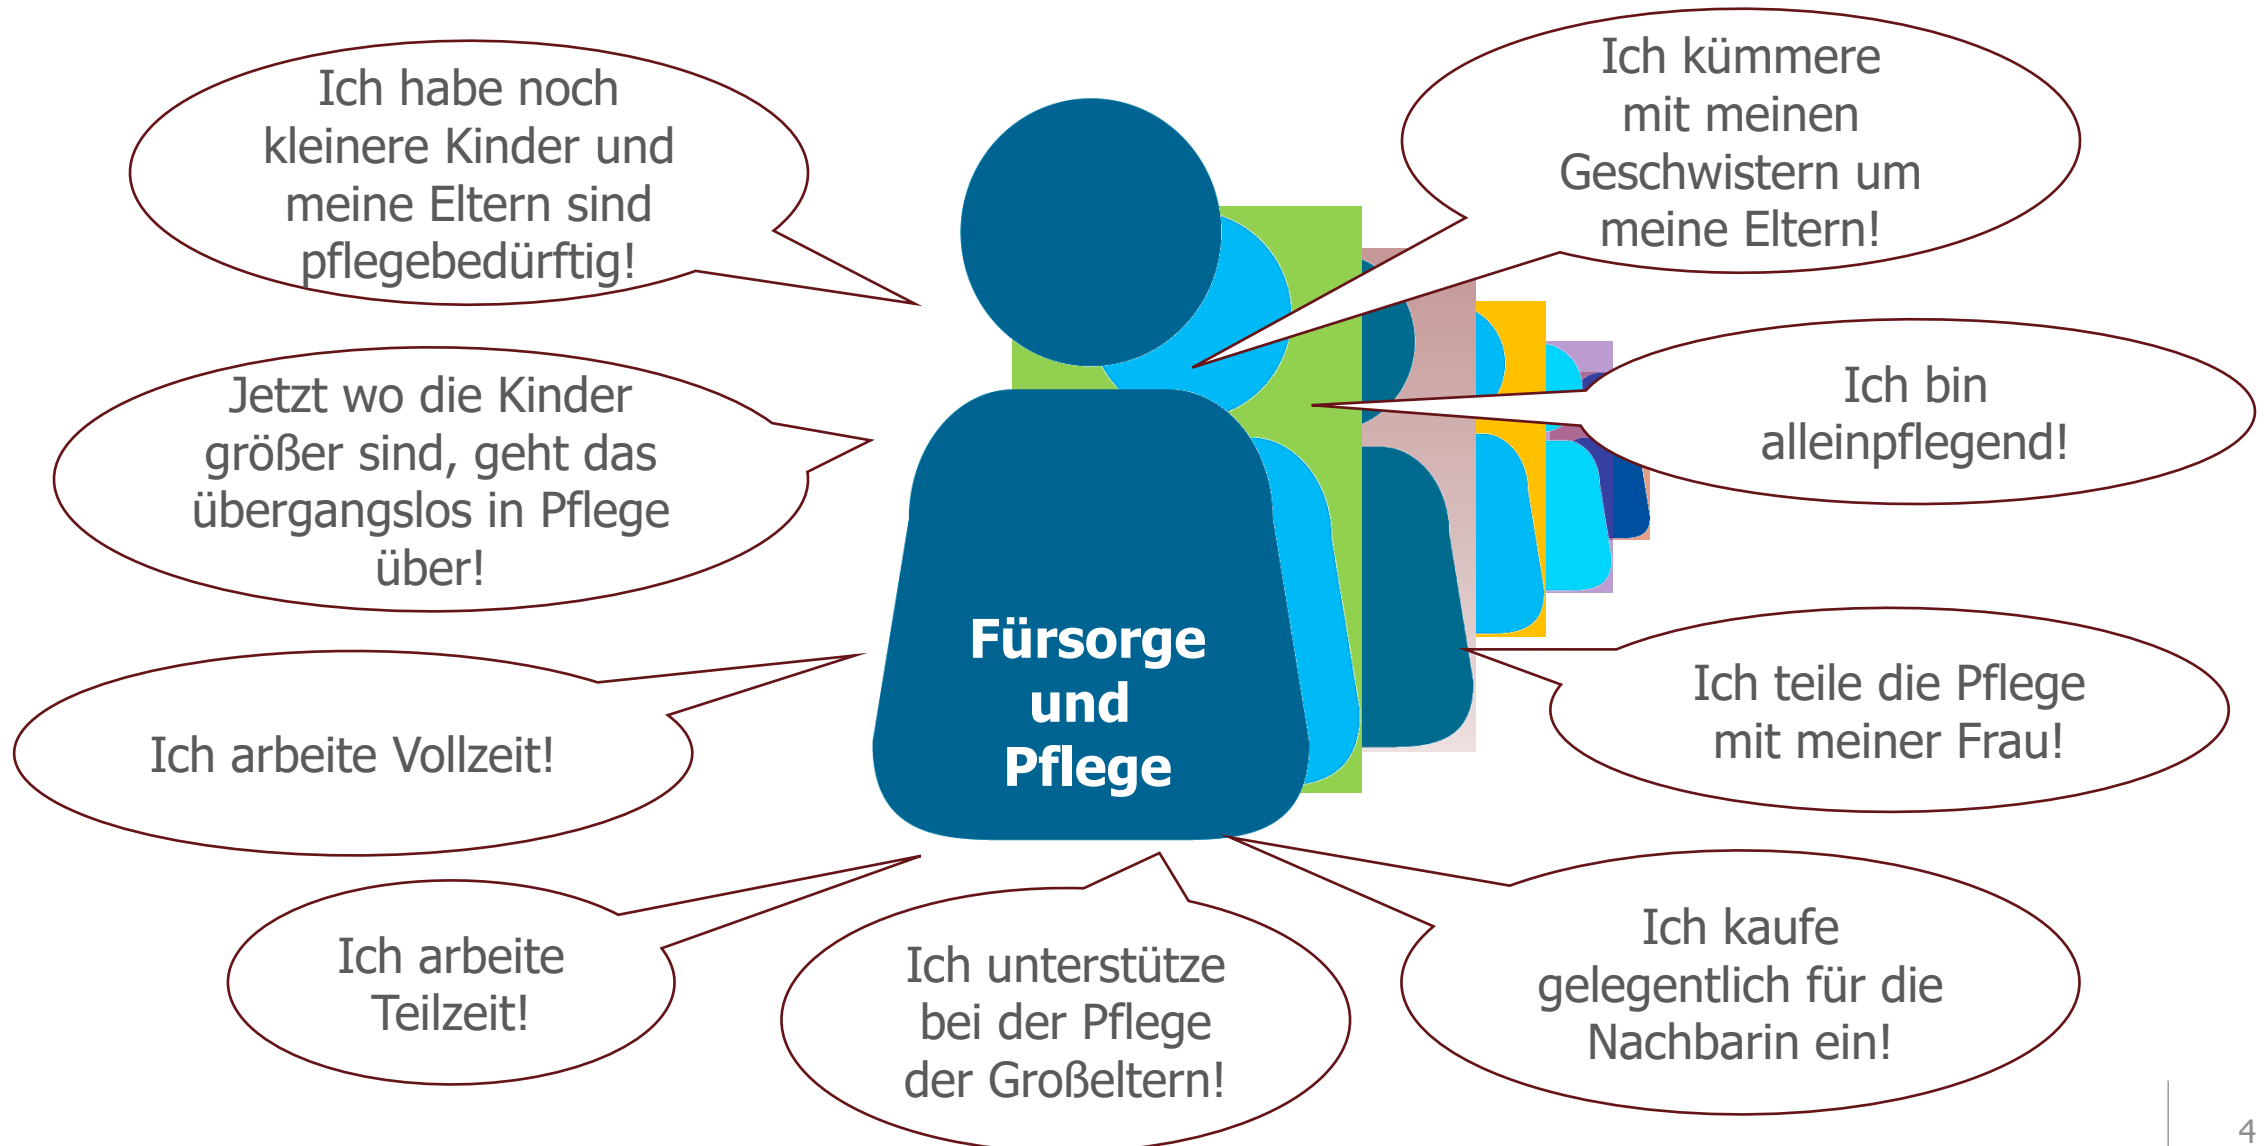 Ich habe noch
kleinere Kinder und
meine Eltern sind
pflegebedürftig!
Ich kümmere
mit meinen
Geschwistern um
meine Eltern!
Jetzt wo die Kinder
größer sind, geht das
übergangslos in Pflege
über!
Ich bin
alleinpflegend!
Fürsorge
und
Pflege
Ich arbeite Vollzeit!
Ich teile die Pflege
mit meiner Frau!
Ich arbeite
Teilzeit!
Ich unterstütze
bei der Pflege
der Großeltern!
Ich kaufe
gelegentlich für die
Nachbarin ein!
4